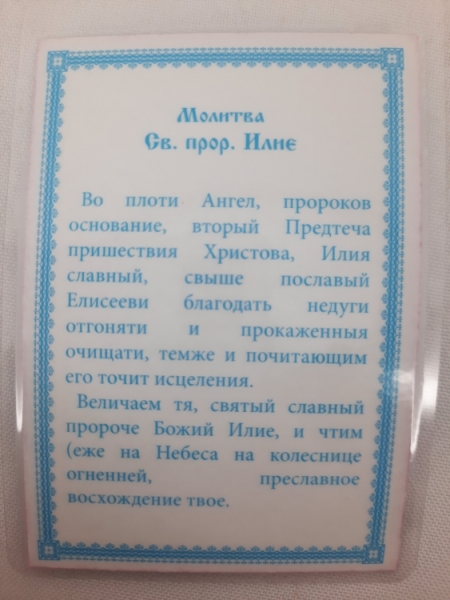 Молитва
Св. прор. Илие
Во плоти Ангел, пророков
основание, вторый Предтеча
пришествия Христова, Илия
славный, свыше пославый
Елисееви благодать недуги
отгоняти и прокаженныя
очищати, темже и почитающим
его точит исцеления.
Величаем тя, святый славный
пророче Божий Илие, и чтим
(еже на Небеса на колеснице
огненней, преславное
восхождение твое.